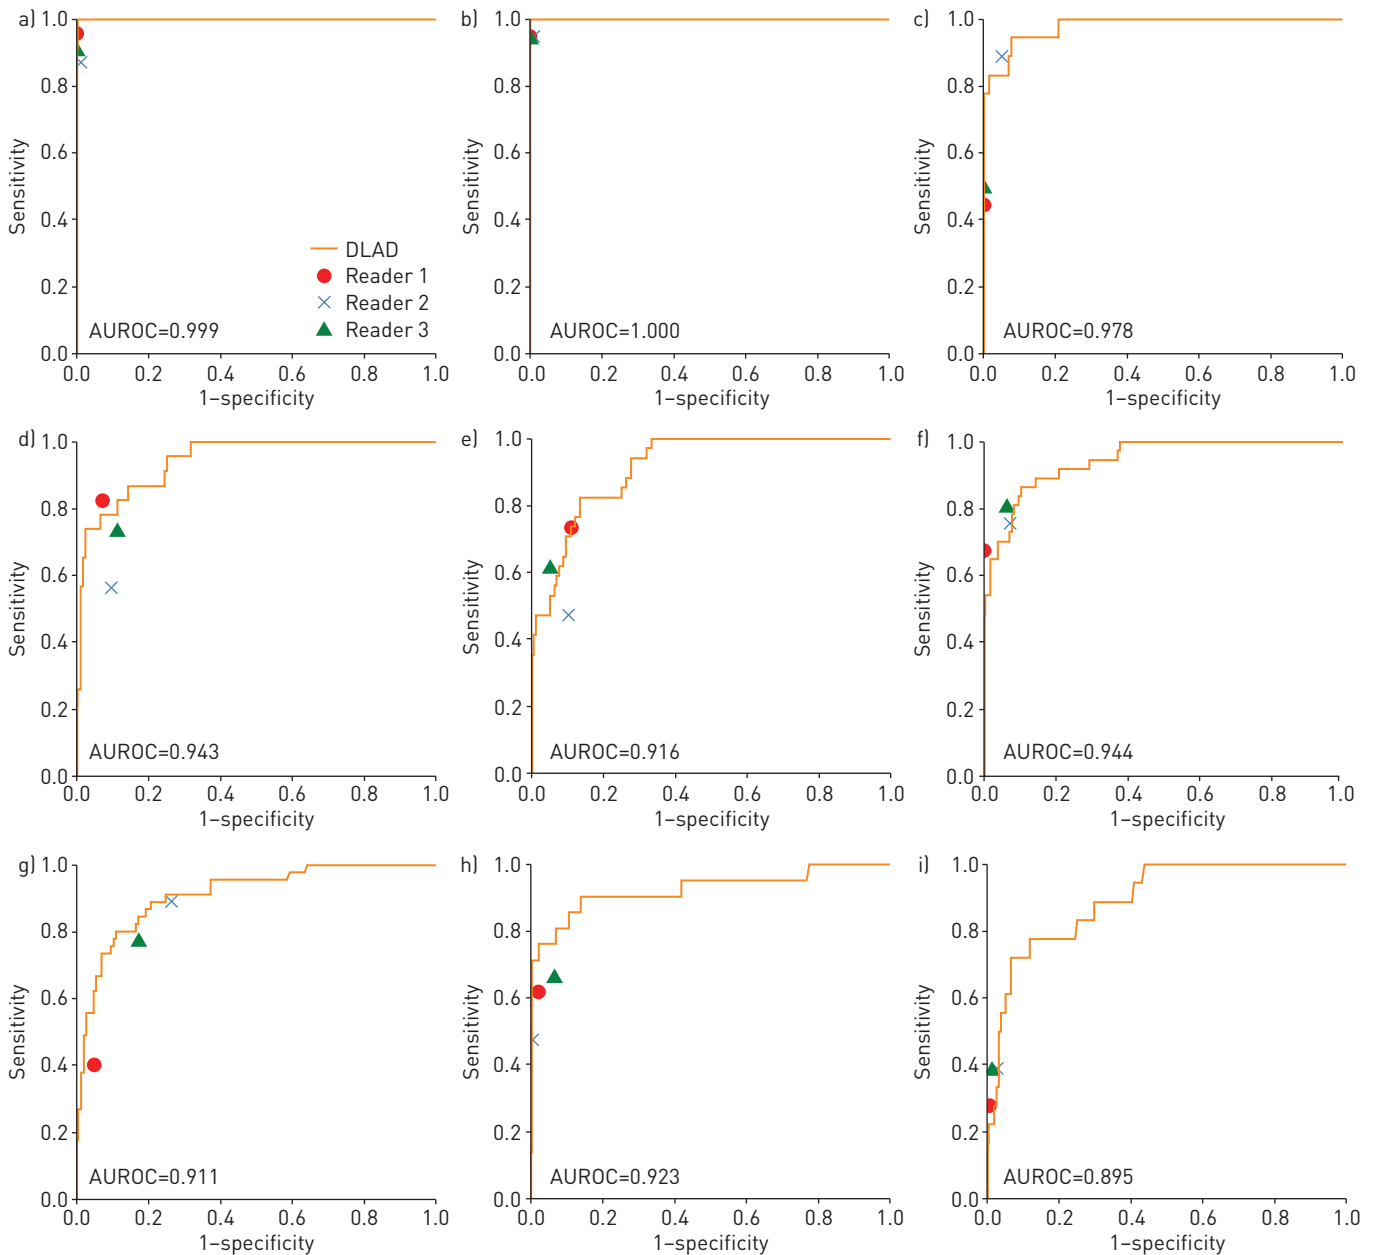 a)
1.0
0.8
0.6
0.4
0.2
0.0
Sensitivity
DLAD
Reader 1
Reader 2
Reader 3
AUROC=0.999
0.0 0.2 0.4 0.6 0.8 1.0
1–specificity
b)
1.0
0.8
0.6
0.4
0.2
0.0
Sensitivity
AUROC=1.000
0.0 0.2 0.4 0.6 0.8 1.0
1–specificity
c)
1.0
0.8
0.6
0.4
0.2
0.0
Sensitivity
AUROC=0.978
0.0 0.2 0.4 0.6 0.8 1.0
1–specificity
d)
1.0
0.8
0.6
0.4
0.2
0.0
Sensitivity
AUROC=0.943
0.0 0.2 0.4 0.6 0.8 1.0
1–specificity
e)
1.0
0.8
0.6
0.4
0.2
0.0
Sensitivity
AUROC=0.916
0.0 0.2 0.4 0.6 0.8 1.0
1–specificity
f)
1.0
0.8
0.6
0.4
0.2
0.0
Sensitivity
AUROC=0.944
0.0 0.2 0.4 0.6 0.8 1.0
1–specificity
g)
1.0
0.8
0.6
0.4
0.2
0.0
Sensitivity
AUROC=0.911
0.0 0.2 0.4 0.6 0.8 1.0
1–specificity
h)
1.0
0.8
0.6
0.4
0.2
0.0
Sensitivity
AUROC=0.923
0.0 0.2 0.4 0.6 0.8 1.0
1–specificity
i)
1.0
0.8
0.6
0.4
0.2
0.0
Sensitivity
AUROC=0.895
0.0 0.2 0.4 0.6 0.8 1.0
1–specificity